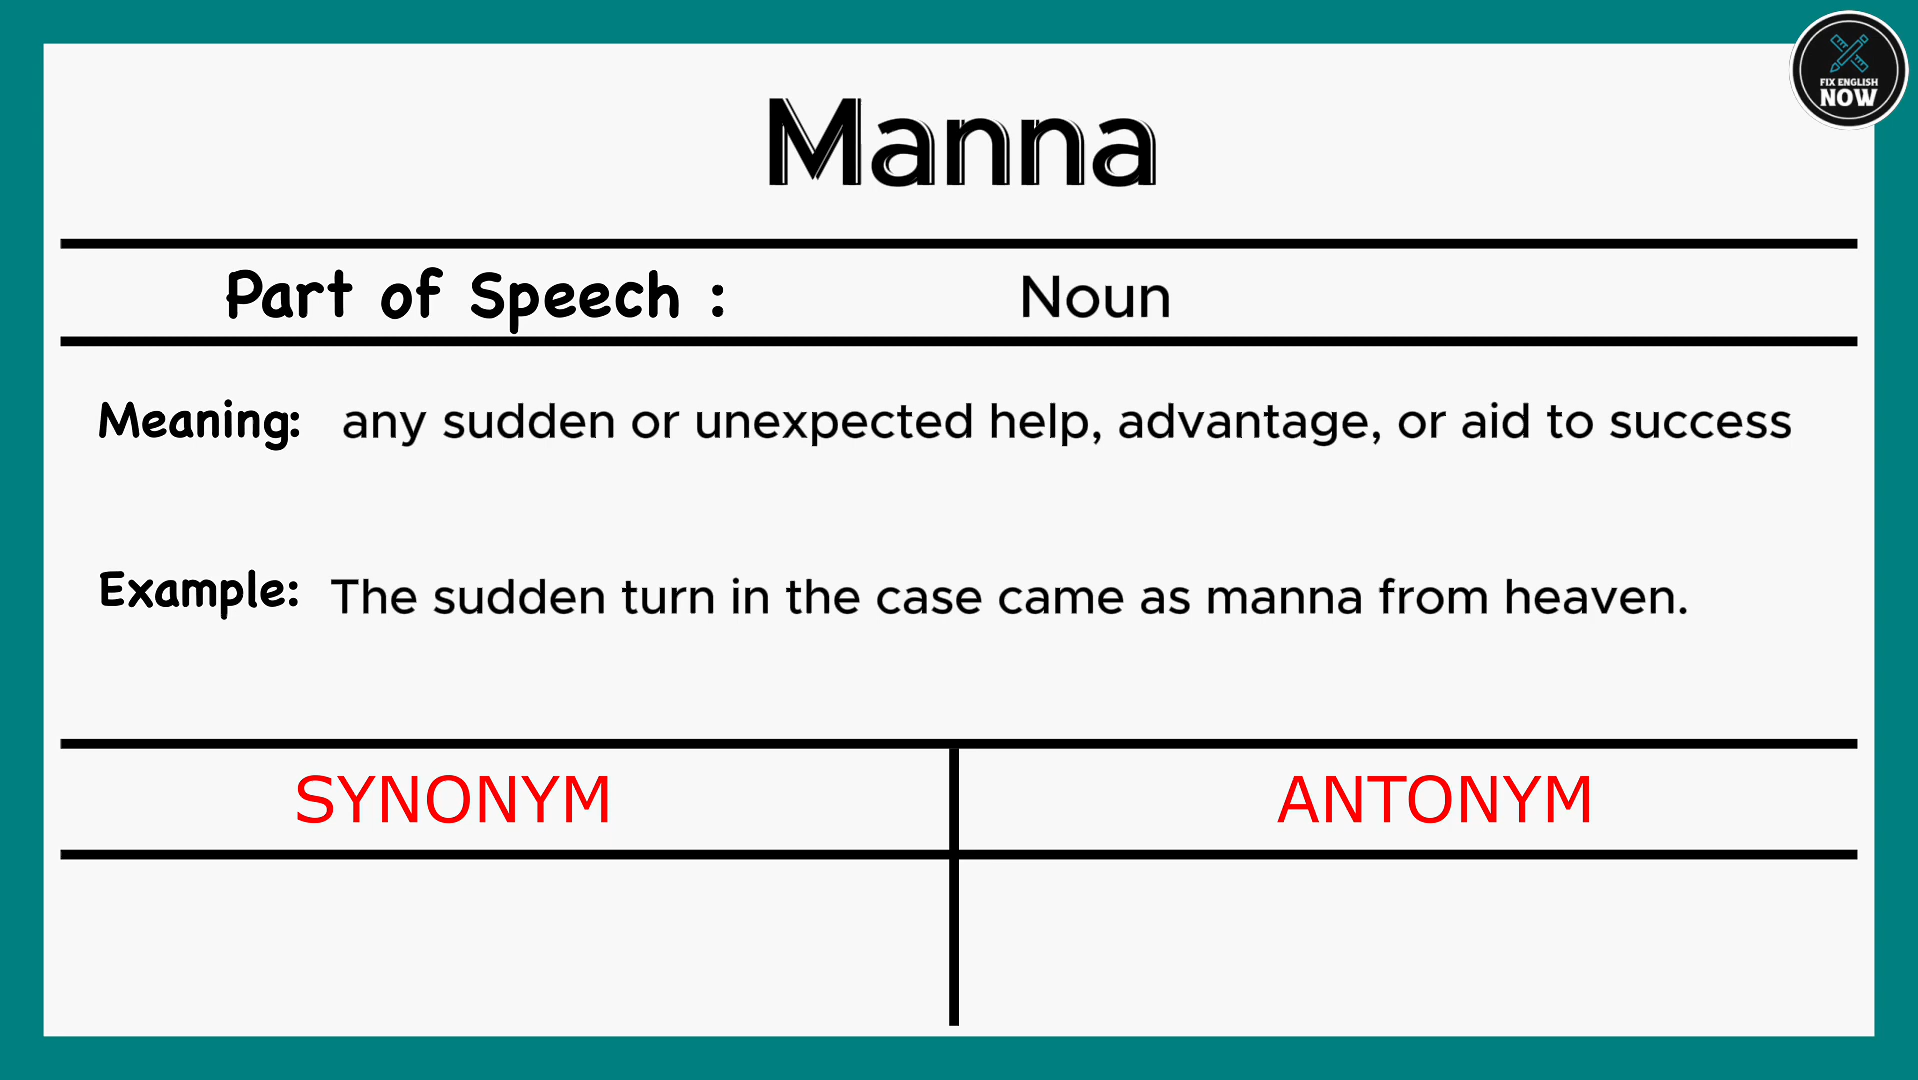 FIX ENGLISH
NOW
Manna
Part of Speech : Noun
Meaning: any sudden or unexpected help, advantage, or aid to success
Example: The sudden turn in the case came as manna from heaven.
SYNONYM ANTONYM